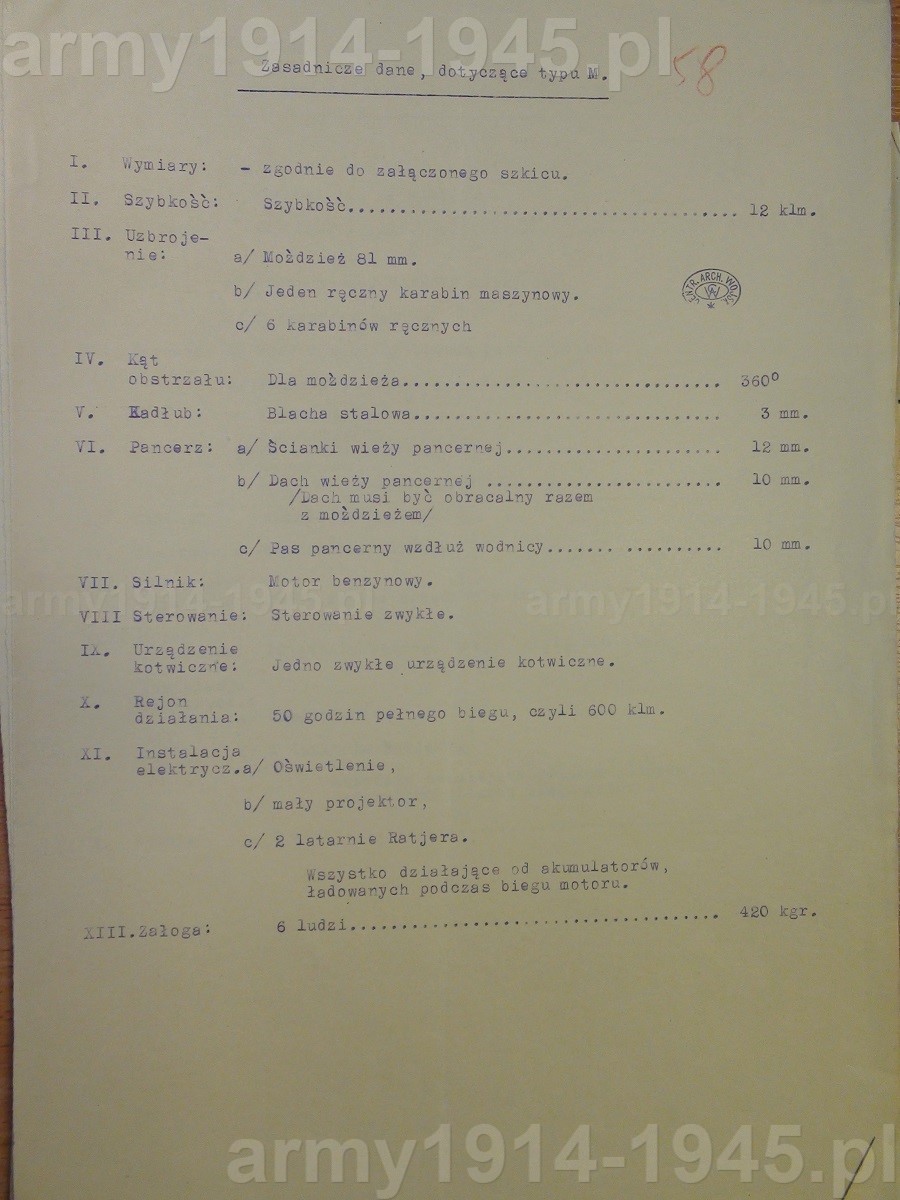 army1914-1945.pl
58
Zasadnicze dane, dotyczące typu M.
I. Wymiary: - zgodnie do załączonego szkicu.
II. Szybkość: Szybkość..................................... 12 klm.
III. Uzbroje-
nie: a/ Moździeż 81 mm.
b/ Jeden ręczny karabin maszynowy.
CENTR. ARCH. WOJSK
c/ 6 karabinów ręcznych
IV. Kąt
obstrzału: Dla moździeża............................... 360°
V. Kadłub: Blacha stalowa.............................. 3 mm.
VI. Pancerz: a/ Ścianki wieży pancernej..................... 12 mm.
b/ Dach wieży pancernej ....................... 10 mm.
/Dach musi być obracalny razem
z moździeżem/
c/ Pas pancerny wzdłuż wodnicy....... .......... 10 mm.
VII. Silnik: Motor benzynowy.
army1914-1945.pl army1914-1945.pl
VIII Sterowanie: Sterowanie zwykłe.
IX. Urządzenie
kotwiczne: Jedno zwykłe urządzenie kotwiczne.
X. Rejon
działania: 50 godzin pełnego biegu, czyli 600 klm.
XI. Instalacja
elektrycz.a/ Oświetlenie,
b/ mały projektor,
c/ 2 latarnie Ratjera.
Wszystko działające od akumulatorów,
ładowanych podczas biegu motoru.
XIII.Załoga: 6 ludzi.................................... 420 kgr.
army1914-1945.pl